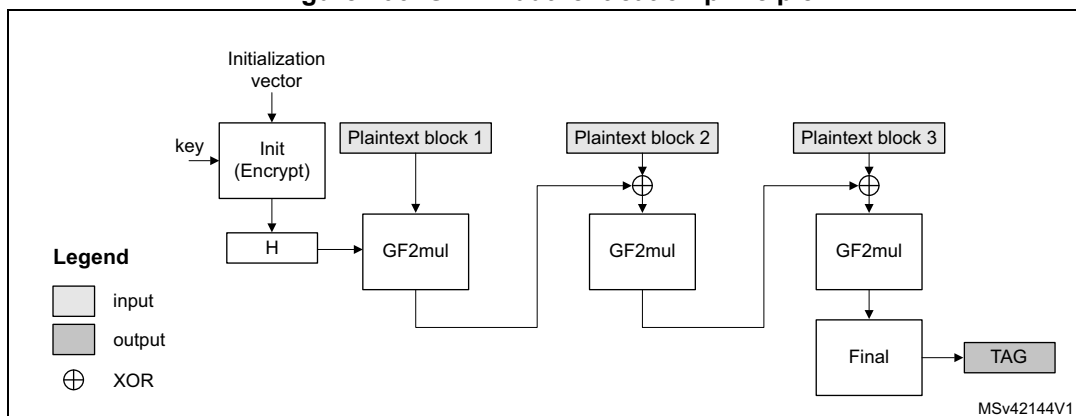 Initialization
vector
key
Init
(Encrypt)
Plaintext block 1
Plaintext block 2
Plaintext block 3
H
GF2mul
GF2mul
GF2mul
Legend
input
output
XOR
Final
TAG
MSv42144V1